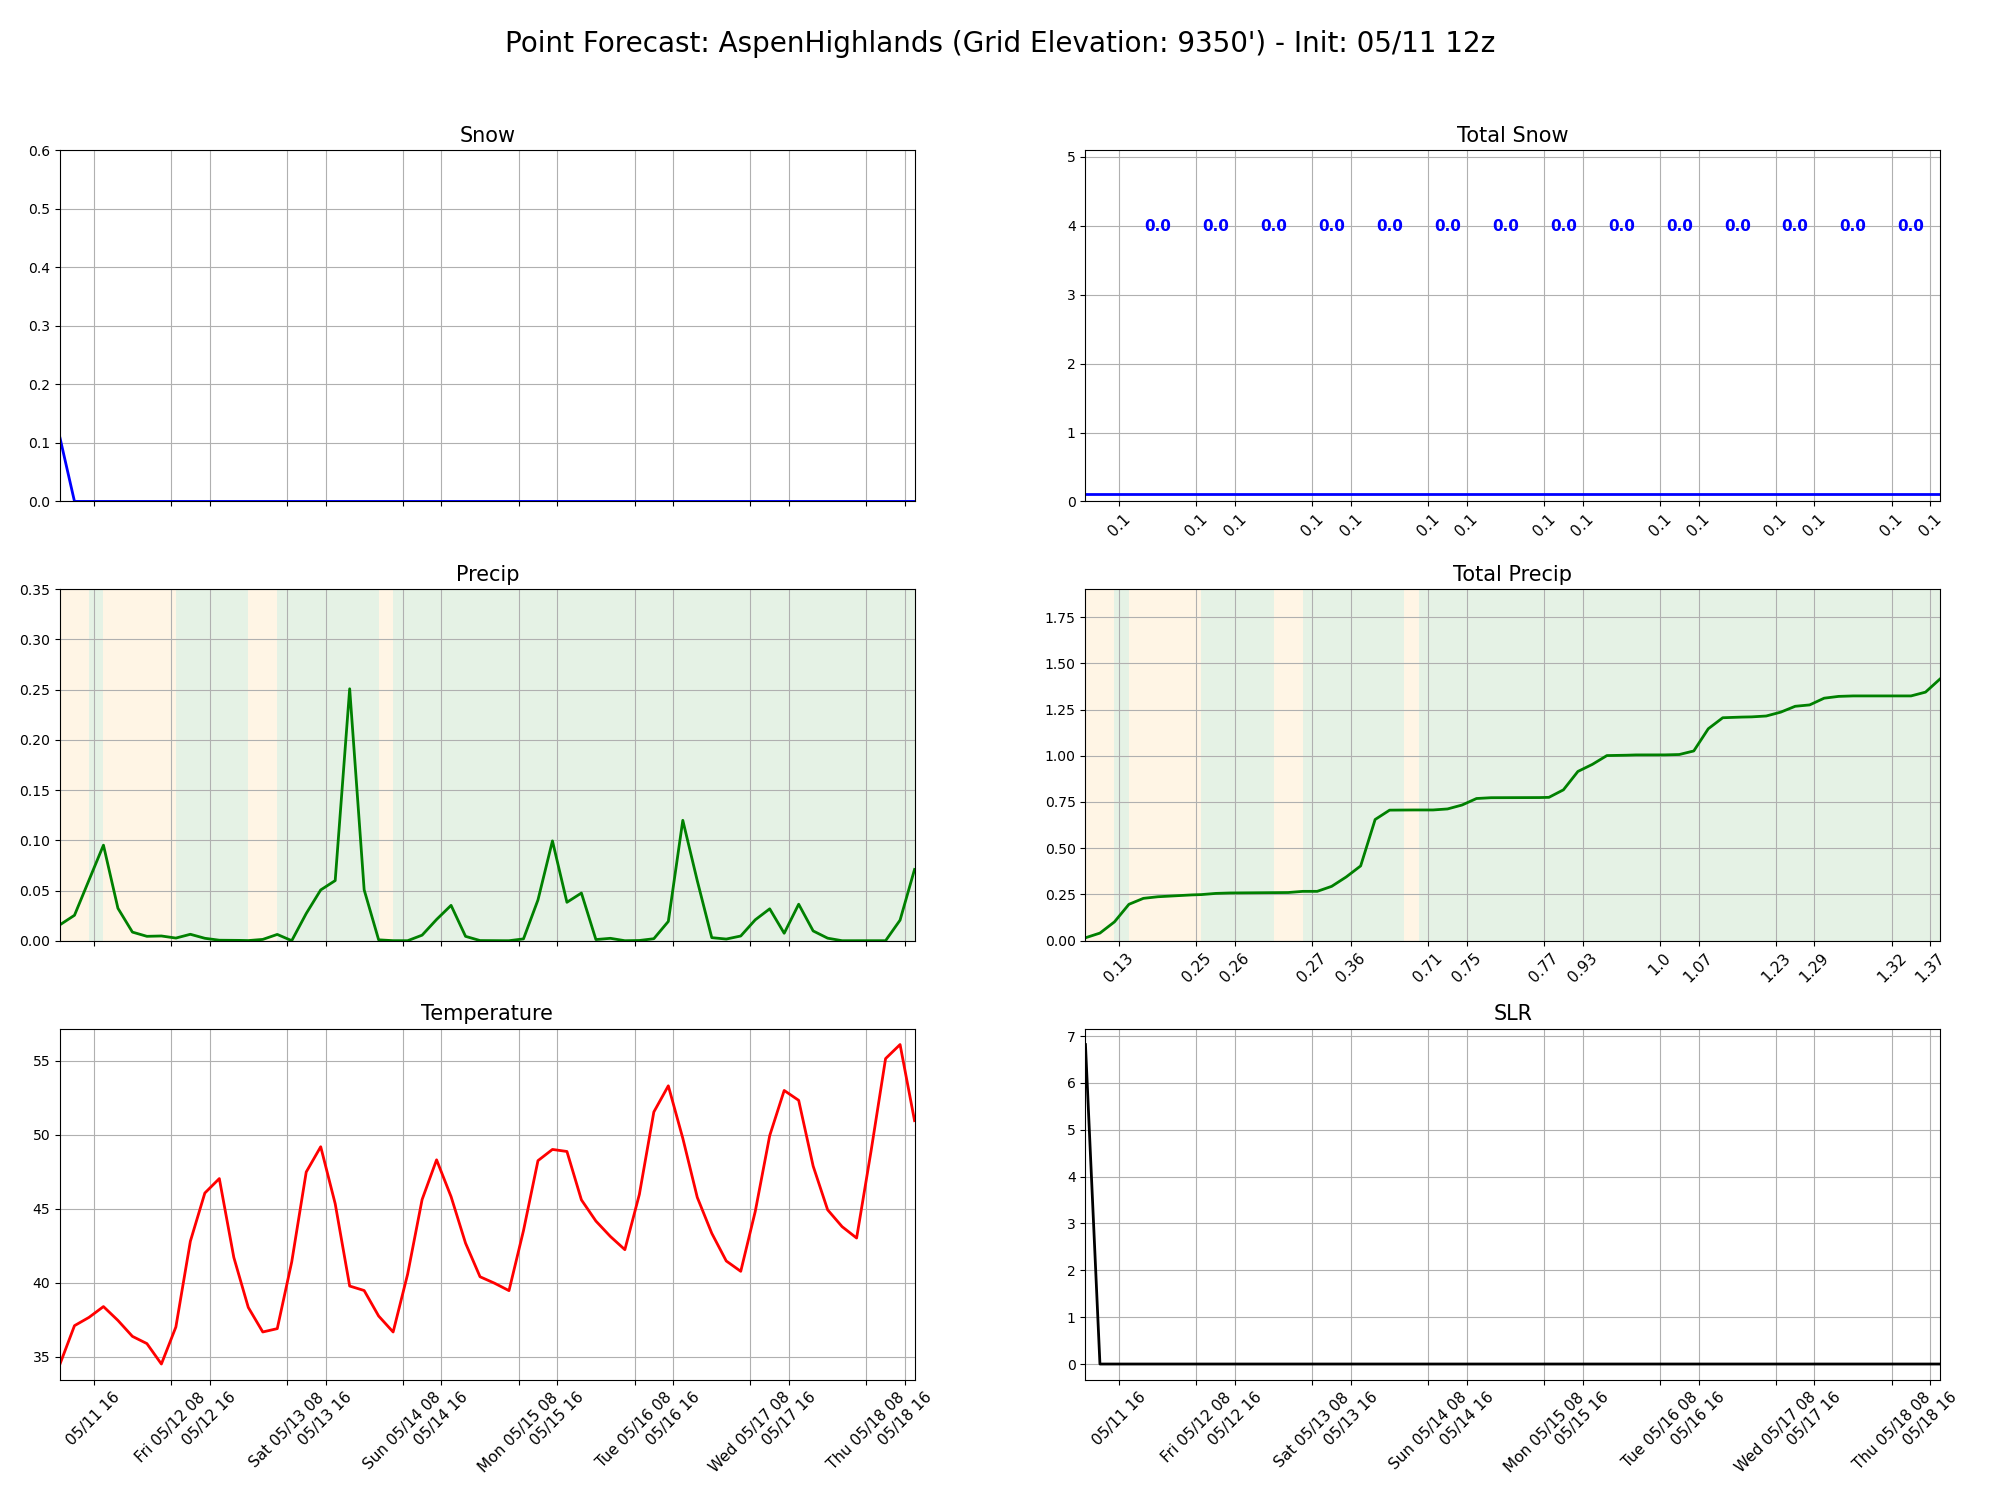 Point Forecast: AspenHighlands (Grid Elevation: 9350') - Init: 05/11 12z
Snow
0.6
0.5
0.4
0.3
0.2
0.1
0.0
Total Snow
5
4
3
2
1
0
0.0 0.0 0.0 0.0 0.0 0.0 0.0 0.0 0.0 0.0 0.0 0.0 0.0 0.0
0.1 0.1 0.1 0.1 0.1 0.1 0.1 0.1 0.1 0.1 0.1 0.1 0.1 0.1 0.1
Precip
0.35
0.30
0.25
0.20
0.15
0.10
0.05
0.00
Total Precip
1.75
1.50
1.25
1.00
0.75
0.50
0.25
0.00
0.13 0.25 0.26 0.27 0.36 0.71 0.75 0.77 0.93 1.0 1.07 1.23 1.29 1.32 1.37
Temperature
55
50
45
40
35
05/11 16
Fri 05/12 08
05/12 16
Sat 05/13 08
05/13 16
Sun 05/14 08
05/14 16
Mon 05/15 08
05/15 16
Tue 05/16 08
05/16 16
Wed 05/17 08
05/17 16
Thu 05/18 08
05/18 16
SLR
7
6
5
4
3
2
1
0
05/11 16
Fri 05/12 08
05/12 16
Sat 05/13 08
05/13 16
Sun 05/14 08
05/14 16
Mon 05/15 08
05/15 16
Tue 05/16 08
05/16 16
Wed 05/17 08
05/17 16
Thu 05/18 08
05/18 16